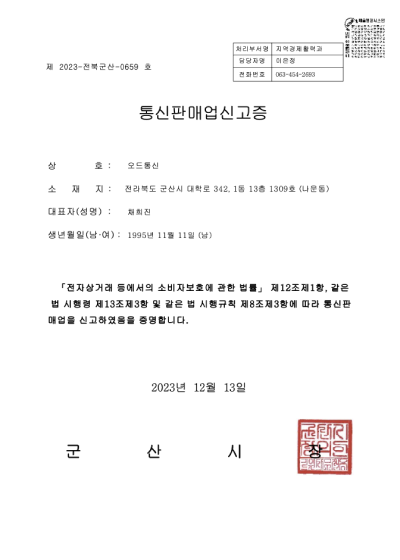 처리부서명 지역경제활력과
담당자명 이은정
전화번호 063-454-2693
제 2023-전북군산-0659 호
통신판매업신고증
상 호 : 오드통신
소 재 지 : 전라북도 군산시 대학로 342, 1동 13층 1309호 (나운동)
대표자(성명) : 채희진
생년월일(남·여) : 1995년 11월 11일 (남)
「전자상거래 등에서의 소비자보호에 관한 법률」 제12조제1항, 같은
법 시행령 제13조제3항 및 같은 법 시행규칙 제8조제3항에 따라 통신판
매업을 신고하였음을 증명합니다.
2023년 12월 13일
군 산 시 장